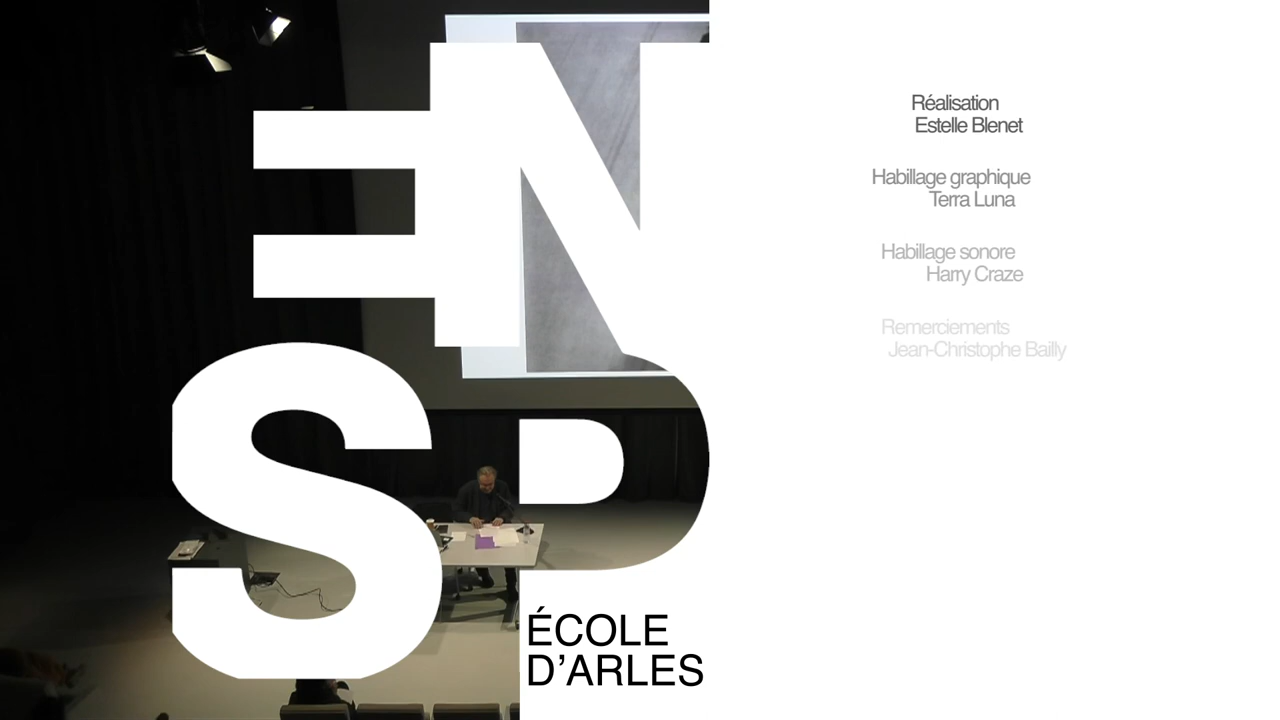 ENSP
ÉCOLE
D’ARLES
Réalisation
Estelle Blenet
Habillage graphique
Terra Luna
Habillage sonore
Harry Craze
Remerciements
Jean-Christophe Bailly